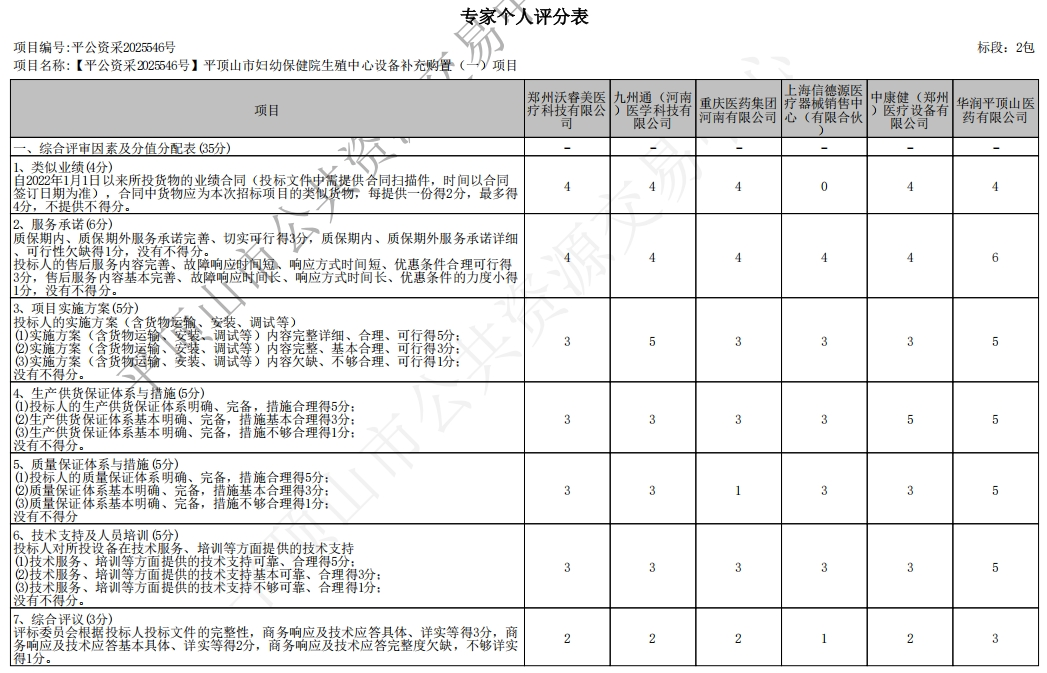 专家个人评分表
项目编号:平公资采2025546号
标段: 2包
项目名称:【平公资采2025546号】平顶山市妇幼保健院生殖中心设备补充购置（一）项目
项目
郑州沃睿美医
疗科技有限公
司
九州通（河南
）医学科技有
限公司
重庆医药集团
河南有限公司
上海信德源医
疗器械销售中
心（有限合伙
）
中康健（郑州
）医疗设备有
限公司
华润平顶山医
药有限公司
一、综合评审因素及分值分配表(35分)
－ － － － － －
1、类似业绩(4分)
自2022年1月1日以来所投货物的业绩合同（投标文件中需提供合同扫描件，时间以合同
签订日期为准），合同中货物应为本次招标项目的类似货物，每提供一份得2分，最多得
4分，不提供不得分。
4 4 4 0 4 4
2、服务承诺(6分)
质保期内、质保期外服务承诺完善、切实可行得3分，质保期内、质保期外服务承诺详细
、可行性欠缺得1分，没有不得分。
投标人的售后服务内容完善、故障响应时间短、响应方式时间短、优惠条件合理可行得
3分，售后服务内容基本完善、故障响应时间长、响应方式时间长、优惠条件的力度小得
1分，没有不得分。
4 4 4 4 4 6
3、项目实施方案(5分)
投标人的实施方案（含货物运输、安装、调试等）
(1)实施方案（含货物运输、安装、调试等）内容完整详细、合理、可行得5分；
(2)实施方案（含货物运输、安装、调试等）内容完整、基本合理、可行得3分；
(3)实施方案（含货物运输、安装、调试等）内容欠缺、不够合理、可行得1分；
没有不得分。
3 5 3 3 3 5
4、生产供货保证体系与措施(5分)
(1)投标人的生产供货保证体系明确、完备，措施合理得5分；
(2)生产供货保证体系基本明确、完备，措施基本合理得3分；
(3)生产供货保证体系基本明确、完备，措施不够合理得1分；
没有不得分。
3 3 3 3 5 5
5、质量保证体系与措施(5分)
(1)投标人的质量保证体系明确、完备，措施合理得5分；
(2)质量保证体系基本明确、完备，措施基本合理得3分；
(3)质量保证体系基本明确、完备，措施不够合理得1分；
没有不得分
3 3 1 3 3 5
6、技术支持及人员培训(5分)
投标人对所投设备在技术服务、培训等方面提供的技术支持
(1)技术服务、培训等方面提供的技术支持可靠、合理得5分；
(2)技术服务、培训等方面提供的技术支持基本可靠、合理得3分；
(3)技术服务、培训等方面提供的技术支持不够可靠、合理得1分；
没有不得分。
3 3 3 3 3 5
7、综合评议(3分)
评标委员会根据投标人投标文件的完整性，商务响应及技术应答具体、详实等得3分，商
务响应及技术应答基本具体、详实等得2分，商务响应及技术应答完整度欠缺，不够详实
得1分。
2 2 2 1 2 3
平顶山市公共资源交易中
平顶山市公共资源交易中心